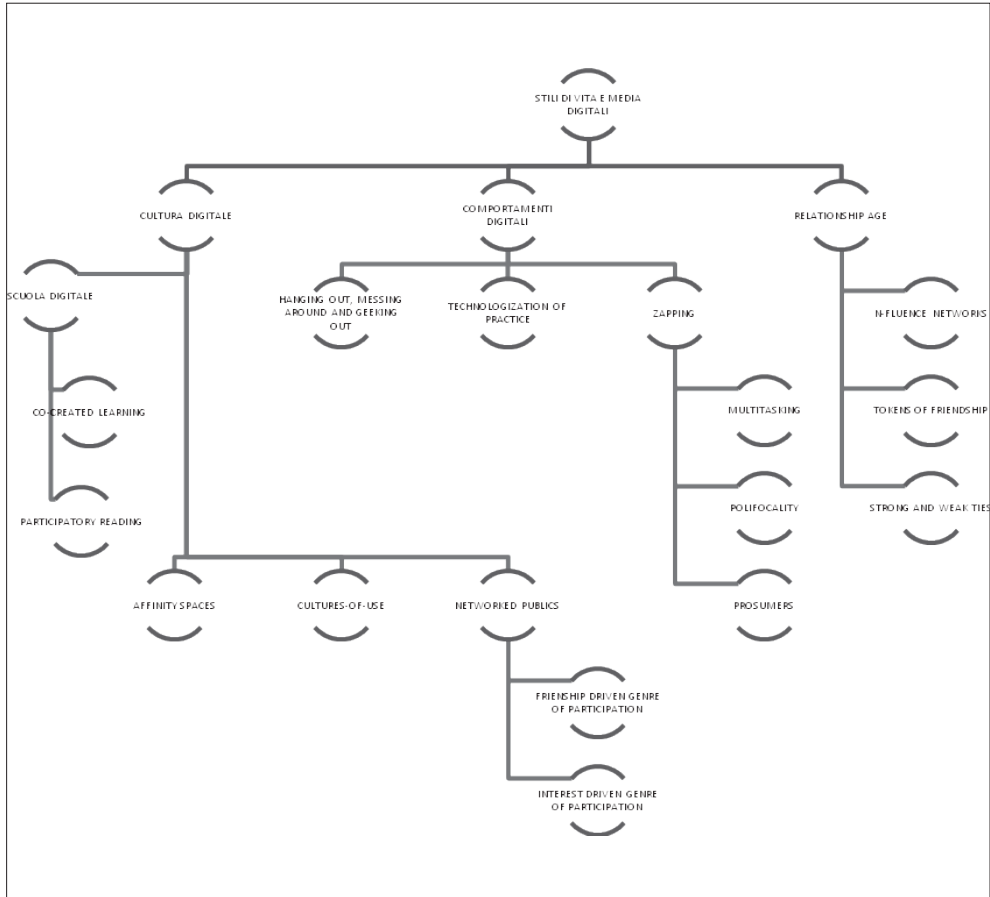 STILI DI VITA E MEDIA
DIGITALI
CULTURA DIGITALE
COMPORTAMENTI
DIGITALI
RELATIONSHIP AGE
SCUOLA DIGITALE
HANGING OUT, MESSING
AROUND AND GEEKING
OUT
TECHNOLOGIZATION OF
PRACTICE
ZAPPING
N-FLUENCE NETWORKS
CO-CREATED LEARNING
MULTITASKING
TOKENS OF FRIENDSHIP
PARTICIPATORY READING
POLIFOCALITY
STRONG AND WEAK TIES
AFFINITY SPACES
CULTURES-OF-USE
NETWORKED PUBLICS
PROSUMERS
FRIENSHIP DRIVEN GENRE
OF PARTICIPATION
INTEREST DRIVEN GENRE
OF PARTICIPATION